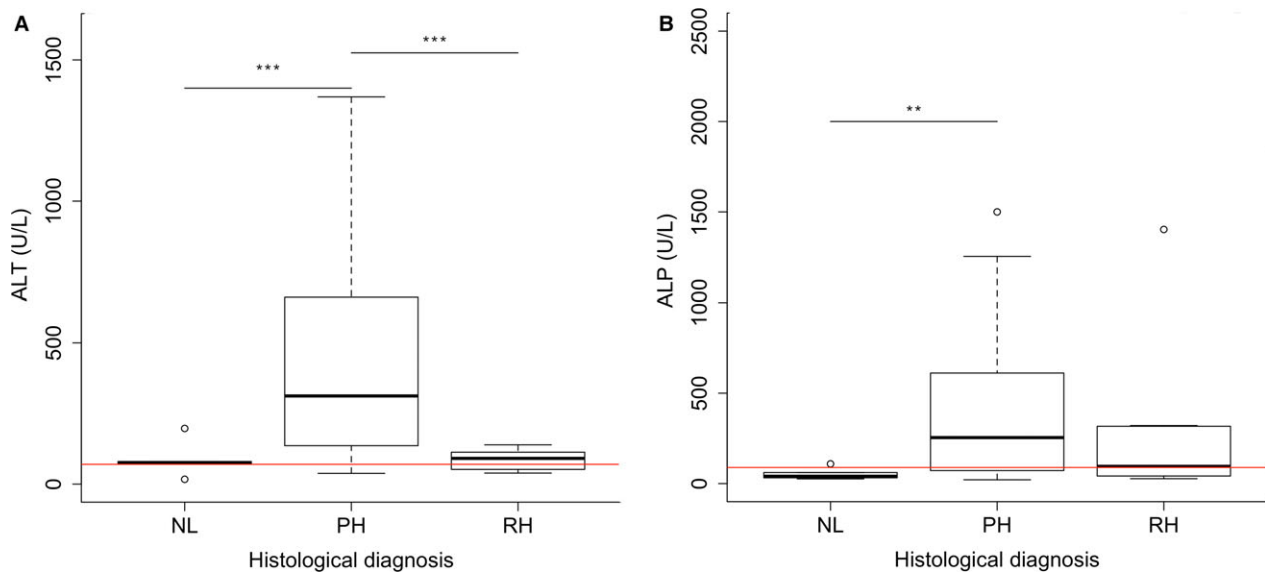 A
***
***
1500
1000
500
0
ALT (U/L)
NL
PH
RH
Histological diagnosis
B
**
2500
2000
1500
1000
500
0
ALP (U/L)
NL
PH
RH
Histological diagnosis